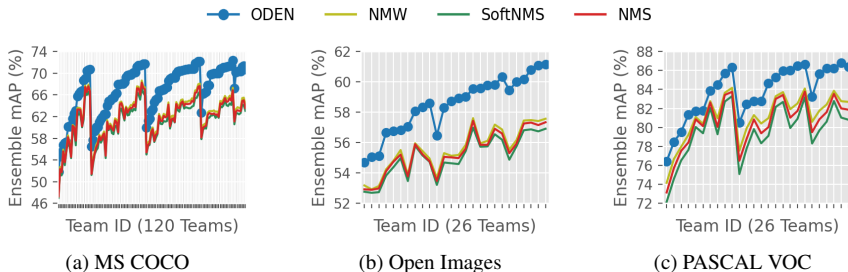 ODEN NMW SoftNMS NMS
Ensemble mAP (%)
74
70
66
62
58
54
50
46
Team ID (120 Teams)
(a) MS COCO
Ensemble mAP (%)
62
60
58
56
54
52
Team ID (26 Teams)
(b) Open Images
Ensemble mAP (%)
88
86
84
82
80
78
76
74
72
Team ID (26 Teams)
(c) PASCAL VOC